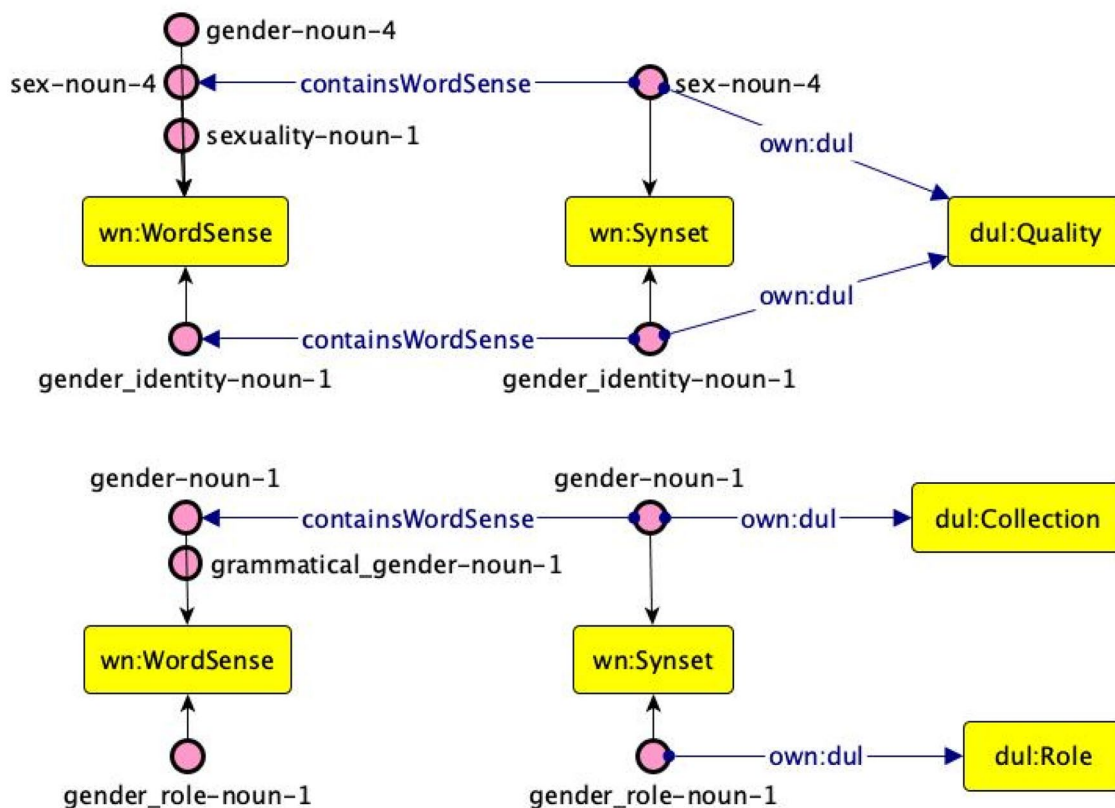 gender-noun-4
sex-noun-4 containsWordSense sex-noun-4
sexuality-noun-1 own:dul
wn:WordSense wn:Synset dul:Quality
own:dul
containsWordSense
gender_identity-noun-1 gender_identity-noun-1
gender-noun-1 gender-noun-1
containsWordSense own:dul dul:Collection
grammatical_gender-noun-1
wn:WordSense wn:Synset
own:dul dul:Role
gender_role-noun-1 gender_role-noun-1